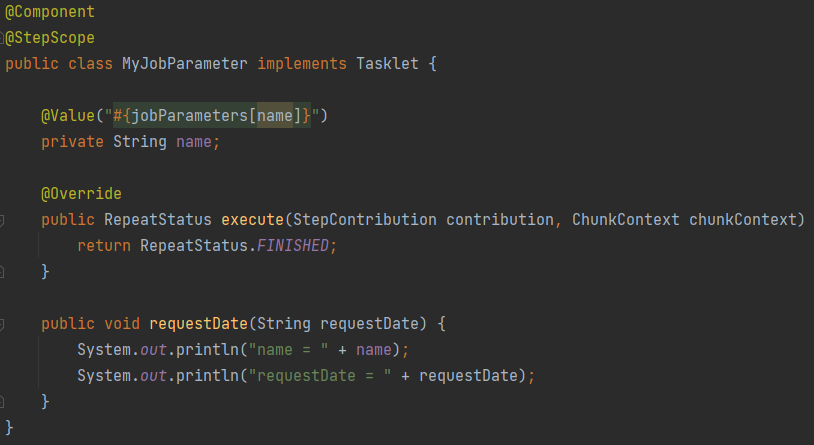 @Component
@StepScope
public class MyJobParameter implements Tasklet {
@Value("#{jobParameters[name]}")
private String name;
@Override
public RepeatStatus execute(StepContribution contribution, ChunkContext chunkContext)
return RepeatStatus.FINISHED;
}
public void requestDate(String requestDate) {
System.out.println("name = " + name);
System.out.println("requestDate = " + requestDate);
}
}